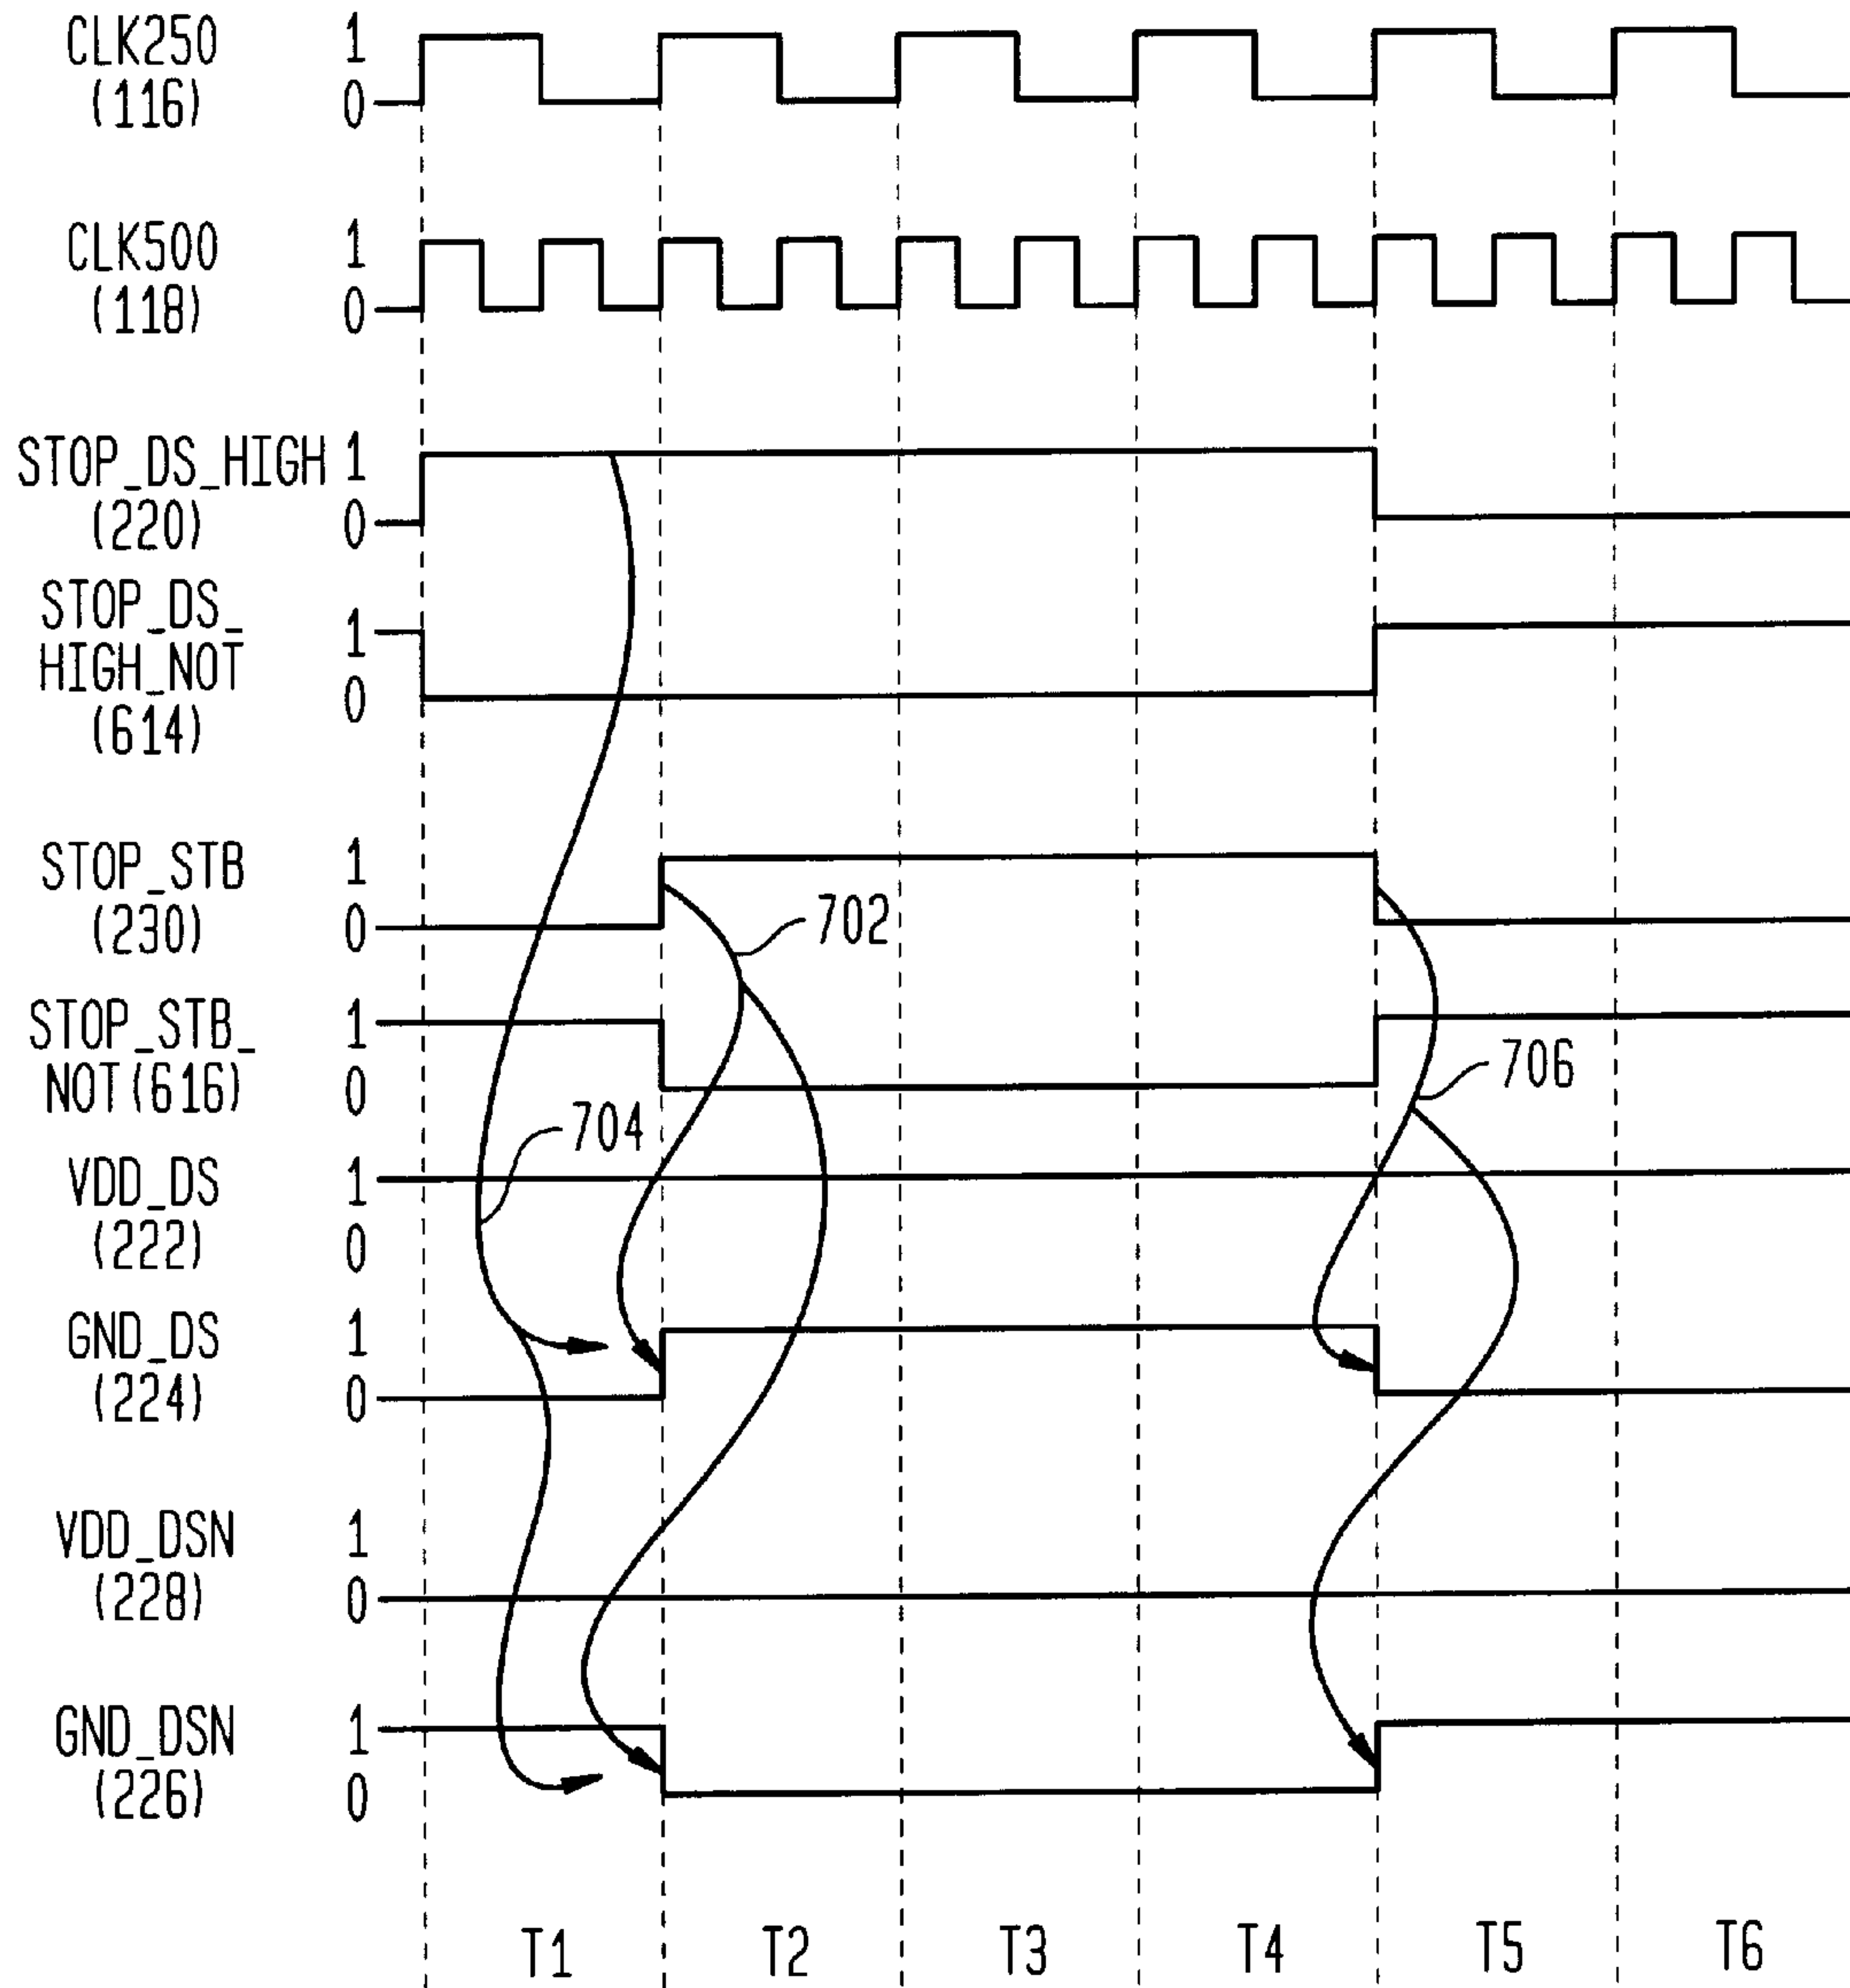 CLK250 1
(116) 0
CLK500 1
(118) 0
STOP_DS_HIGH 1
(220) 0
STOP_DS_
HIGH_NOT 1
(614) 0
STOP_STB 1
(230) 0
702
STOP_STB_ 1
NOT(616) 0
706
704
VDD_DS 1
(222) 0
GND_DS 1
(224) 0
VDD_DSN 1
(228) 0
GND_DSN 1
(226) 0
T1 T2 T3 T4 T5 T6